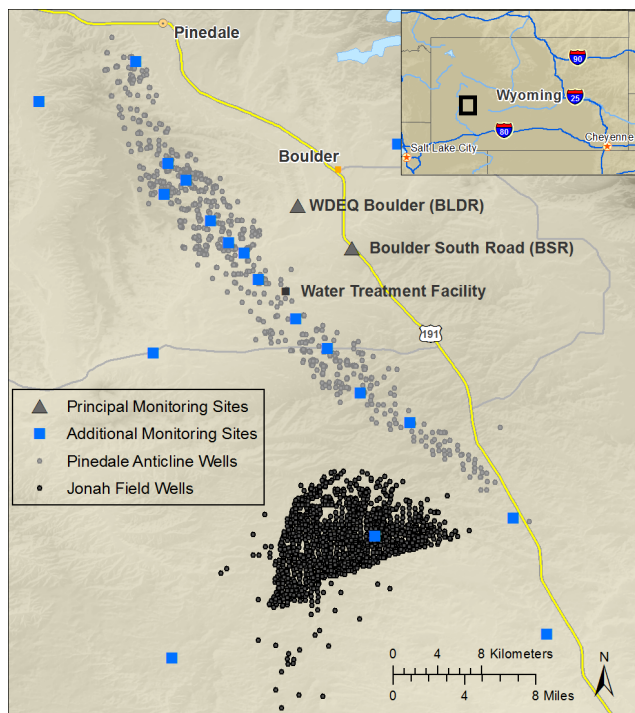 Pinedale
90
Wyoming
25
80
Cheyenne
Salt Lake City
Boulder
WDEQ Boulder (BLDR)
Boulder South Road (BSR)
Water Treatment Facility
191
Principal Monitoring Sites
Additional Monitoring Sites
Pinedale Anticline Wells
Jonah Field Wells
0 4 8 Kilometers
N
0 4 8 Miles